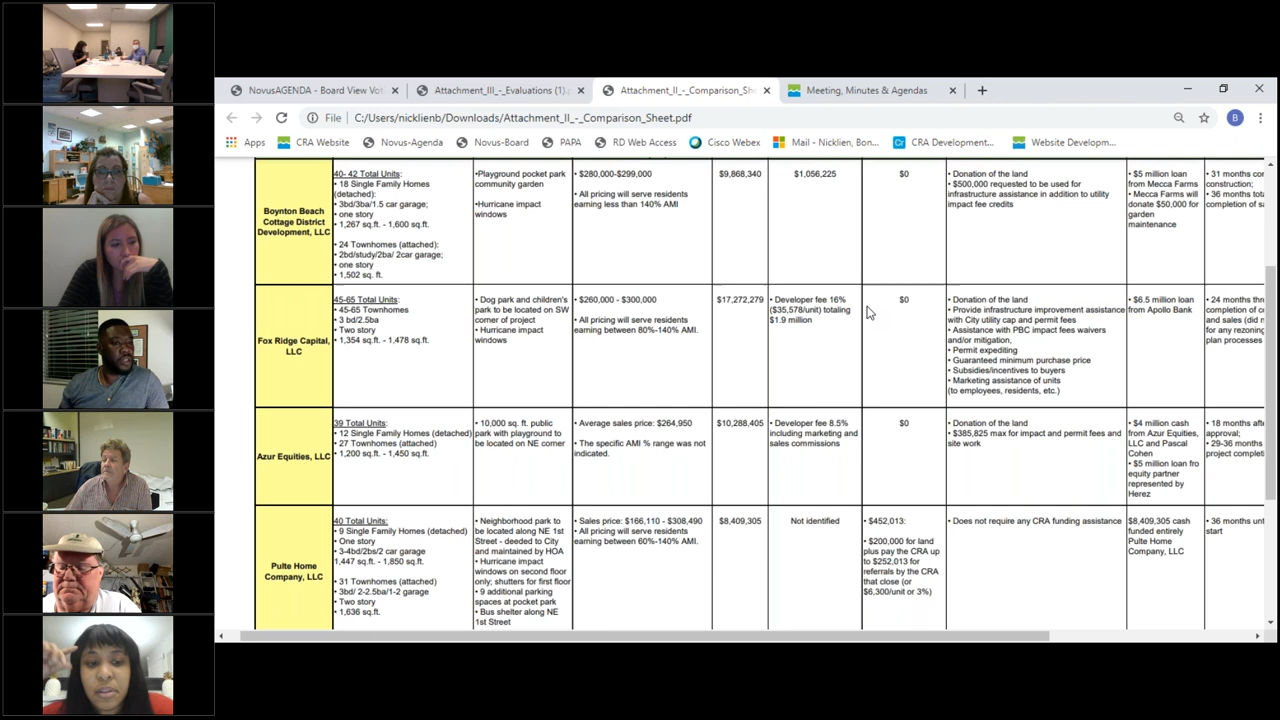 NovusAGENDA - Board View Vot
Attachment_III_-_Evaluations (1).
Attachment_II_-_Comparison_She
Meeting, Minutes & Agendas
File
C:/Users/nicklienb/Downloads/Attachment_II_-_Comparison_Sheet.pdf
B
Apps
CRA Website
Novus-Agenda
Novus-Board
PAPA
RD Web Access
Cisco Webex
Mail - Nicklien, Bon...
CRA Development...
Website Developm...
Boynton Beach
Cottage District
Development, LLC
40- 42 Total Units:
• 18 Single Family Homes
(detached):
• 3bd/3ba/1.5 car garage;
• one story
• 1,267 sq.ft. - 1,600 sq.ft.
• 24 Townhomes (attached):
• 2bd/study/2ba/ 2car garage;
• one story
• 1,502 sq. ft.
•Playground pocket park
community garden
•Hurricane impact
windows
• $280,000-$299,000
• All pricing will serve residents
earning less than 140% AMI
$9,868,340
$1,056,225
$0
• Donation of the land
• $500,000 requested to be used for
infrastructure assistance in addition to utility
impact fee credits
• $5 million loan
from Mecca Farms
• Mecca Farms will
donate $50,000 for
garden
maintenance
• 31 months con
construction;
• 36 months tota
completion of sa
Fox Ridge Capital,
LLC
45-65 Total Units:
• 45-65 Townhomes
• 3 bd/2.5ba
• Two story
• 1,354 sq.ft. - 1,478 sq.ft.
• Dog park and children's
park to be located on SW
corner of project
• Hurricane impact
windows
• $260,000 - $300,000
• All pricing will serve residents
earning between 80%-140% AMI.
$17,272,279
• Developer fee 16%
($35,578/unit) totaling
$1.9 million
$0
• Donation of the land
• Provide infrastructure improvement assistance
with City utility cap and permit fees
• Assistance with PBC impact fees waivers
and/or mitigation,
• Permit expediting
• Guaranteed minimum purchase price
• Subsidies/incentives to buyers
• Marketing assistance of units
(to employees, residents, etc.)
• $6.5 million loan
from Apollo Bank
• 24 months thr
completion of c
and sales (did n
for any rezoning
plan processes
Azur Equities, LLC
39 Total Units:
• 12 Single Family Homes (detached)
• 27 Townhomes (attached)
• 1,200 sq.ft. - 1,450 sq.ft.
• 10,000 sq. ft. public
park with playground to
be located on NE corner
• Average sales price: $264,950
• The specific AMI % range was not
indicated.
$10,288,405
• Developer fee 8.5%
including marketing and
sales commissions
$0
• Donation of the land
• $385,825 max for impact and permit fees and
site work
• $4 million cash
from Azur Equities,
LLC and Pascal
Cohen
• $5 million loan fro
equity partner
represented by
Herez
• 18 months afte
approval;
• 29-36 months
project completi
Pulte Home
Company, LLC
40 Total Units:
• 9 Single Family Homes (detached)
• One story
• 3-4bd/2bs/2 car garage
1,447 sq.ft. - 1,850 sq.ft.
• 31 Townhomes (attached)
• 3bd/ 2-2.5ba/1-2 garage
• Two story
• 1,636 sq.ft.
• Neighborhood park to
be located along NE 1st
Street - deeded to City
and maintained by HOA
• Hurricane impact
windows on second floor
only; shutters for first floor
• 9 additional parking
spaces at pocket park
• Bus shelter along NE
1st Street
• Sales price: $166,110 - $308,490
• All pricing will serve residents
earning between 60%-140% AMI.
$8,409,305
Not identified
• $452,013:
• $200,000 for land
plus pay the CRA up
to $252,013 for
referrals by the CRA
that close (or
$6,300/unit or 3%)
• Does not require any CRA funding assistance
$8,409,305 cash
funded entirely
Pulte Home
Company, LLC
• 36 months unt
start